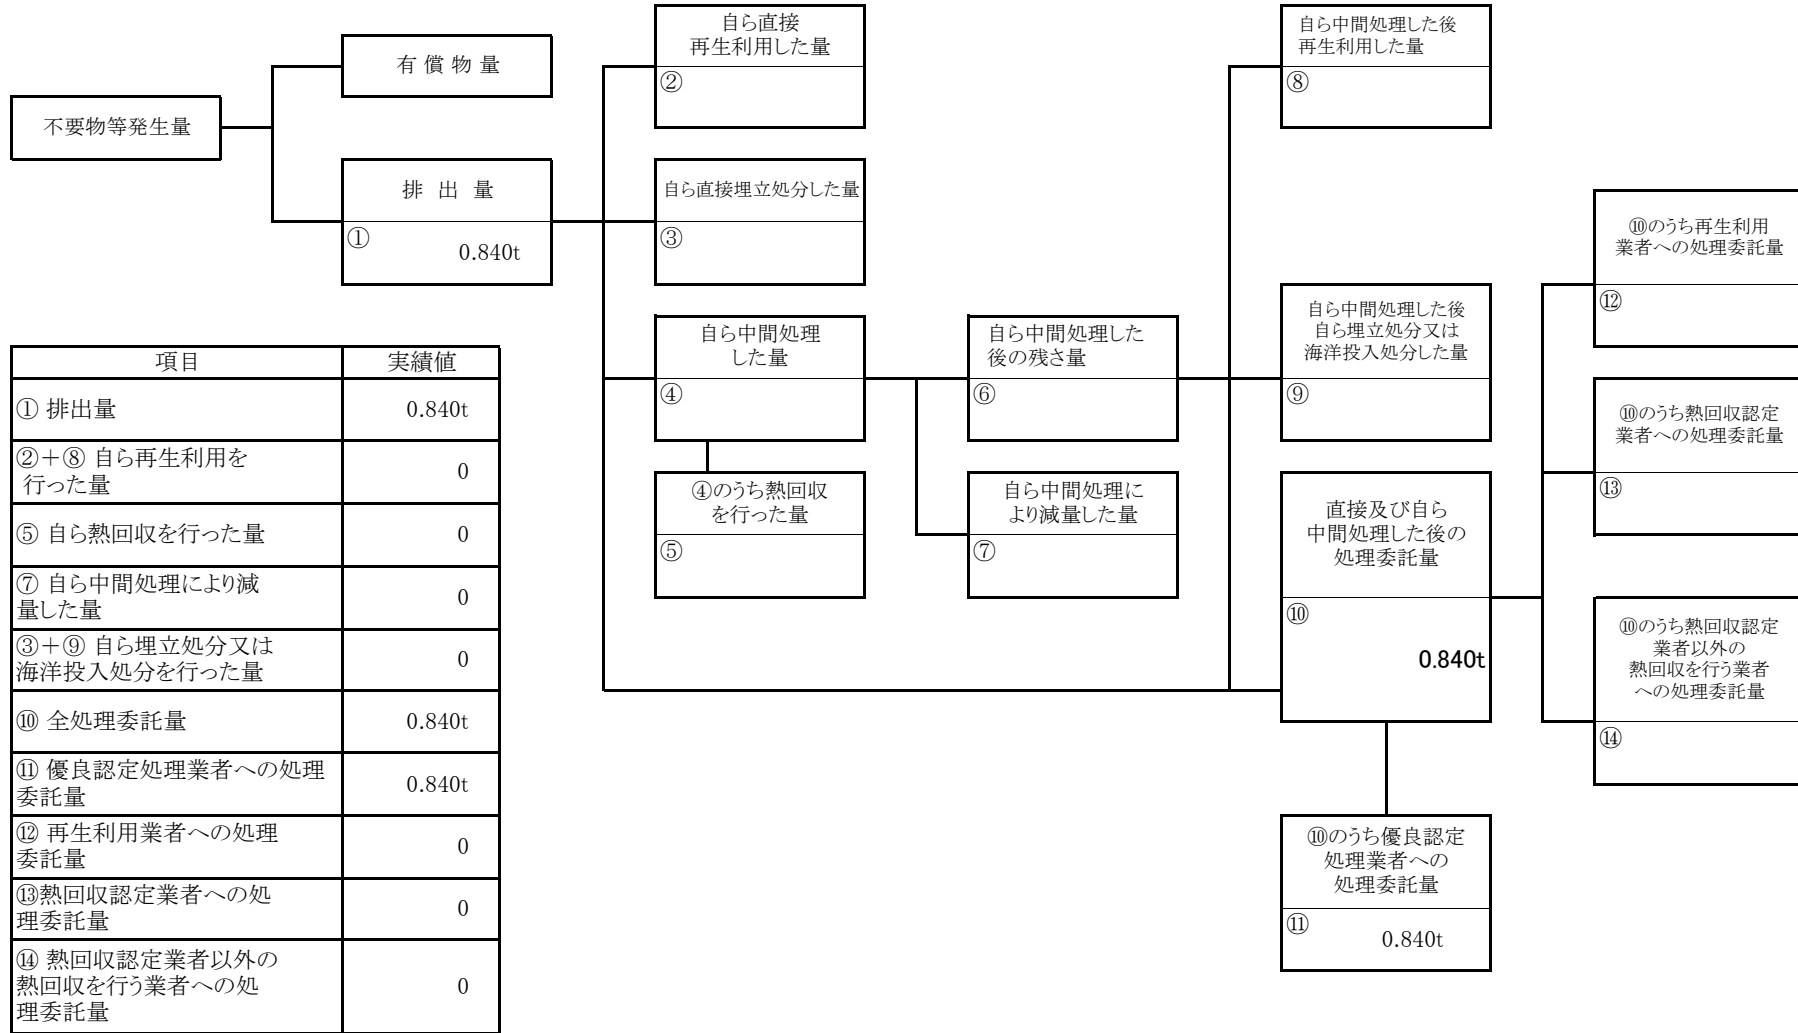 不要物等発生量
有 償 物 量
排 出 量
①
0.840t
自ら直接
再生利用した量
②
自ら直接埋立処分した量
③
自ら中間処理
した量
④
④のうち熱回収
を行った量
⑤
自ら中間処理した
後の残さ量
⑥
自ら中間処理に
より減量した量
⑦
自ら中間処理した後
再生利用した量
⑧
自ら中間処理した後
自ら埋立処分又は
海洋投入処分した量
⑨
直接及び自ら
中間処理した後の
処理委託量
⑩
0.840t
⑩のうち優良認定
処理業者への
処理委託量
⑪
0.840t
⑩のうち再生利用
業者への処理委託量
⑫
⑩のうち熱回収認定
業者への処理委託量
⑬
⑩のうち熱回収認定
業者以外の
熱回収を行う業者
への処理委託量
⑭
項目 実績値
① 排出量 0.840t
②+⑧ 自ら再生利用を
行った量 0
⑤ 自ら熱回収を行った量 0
⑦ 自ら中間処理により減
量した量 0
③+⑨ 自ら埋立処分又は
海洋投入処分を行った量 0
⑩ 全処理委託量 0.840t
⑪ 優良認定処理業者への処理
委託量 0.840t
⑫ 再生利用業者への処理
委託量 0
⑬熱回収認定業者への処
理委託量 0
⑭ 熱回収認定業者以外の
熱回収を行う業者への処
理委託量 0